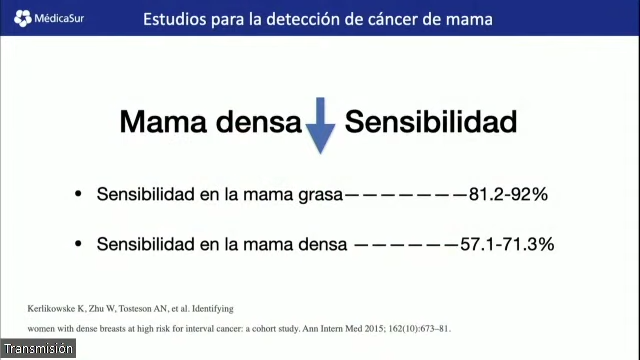 MédicaSur
Estudios para la detección de cáncer de mama
Mama densa Sensibilidad
• Sensibilidad en la mama grasa———————81.2-92%
• Sensibilidad en la mama densa ——————57.1-71.3%
Kerlikowske K, Zhu W, Tosteson AN, et al. Identifying
women with dense breasts at high risk for interval cancer: a cohort study. Ann Intern Med 2015; 162(10):673–81.
Transmisión